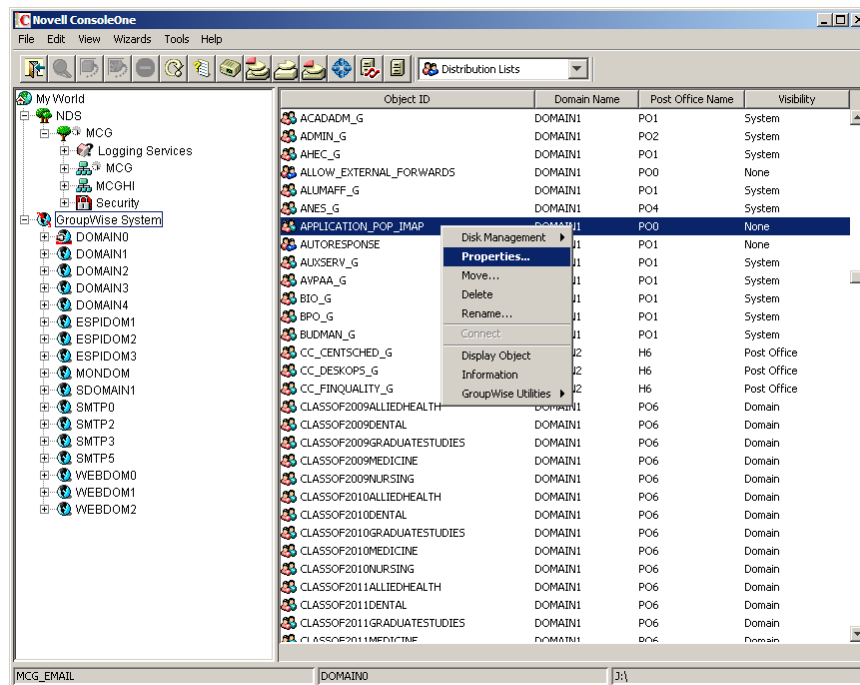 Novell ConsoleOne
File Edit View Wizards Tools Help
Distribution Lists
My World
NDS
MCG
Logging Services
MCG
MCGHI
Security
GroupWise System
DOMAIN0
DOMAIN1
DOMAIN2
DOMAIN3
DOMAIN4
ESPIDOM1
ESPIDOM2
ESPIDOM3
MONDOM
SDOMAIN1
SMTP0
SMTP2
SMTP3
SMTP5
WEBDOM0
WEBDOM1
WEBDOM2
Object ID Domain Name Post Office Name Visibility
ACADADM_G DOMAIN1 PO1 System
ADMIN_G DOMAIN1 PO2 System
AHEC_G DOMAIN1 PO1 System
ALLOW_EXTERNAL_FORWARDS DOMAIN1 PO0 None
ALUMAFF_G DOMAIN1 PO1 System
ANES_G DOMAIN1 PO4 System
APPLICATION_POP_IMAP DOMAIN1 PO0 None
AUTORESPONSE PO1 None
AUXSERV_G PO1 System
AVPAA_G PO1 System
BIO_G PO1 System
BPO_G PO1 System
BUDMAN_G PO1 System
CC_CENTSCHED_G H6 Post Office
CC_DESKOPS_G H6 Post Office
CC_FINQUALITY_G H6 Post Office
CLASSOF2009ALLIEDHEALTH DOMAIN1 PO6 Domain
CLASSOF2009DENTAL DOMAIN1 PO6 Domain
CLASSOF2009GRADUATESTUDIES DOMAIN1 PO6 Domain
CLASSOF2009MEDICINE DOMAIN1 PO6 Domain
CLASSOF2009NURSING DOMAIN1 PO6 Domain
CLASSOF2010ALLIEDHEALTH DOMAIN1 PO6 Domain
CLASSOF2010DENTAL DOMAIN1 PO6 Domain
CLASSOF2010GRADUATESTUDIES DOMAIN1 PO6 Domain
CLASSOF2010MEDICINE DOMAIN1 PO6 Domain
CLASSOF2010NURSING DOMAIN1 PO6 Domain
CLASSOF2011ALLIEDHEALTH DOMAIN1 PO6 Domain
CLASSOF2011DENTAL DOMAIN1 PO6 Domain
CLASSOF2011GRADUATESTUDIES DOMAIN1 PO6 Domain
CLASSOF2011MEDICINE DOMAIN1 PO6 Domain
Disk Management
Properties...
Move...
Delete
Rename...
Connect
Display Object
Information
GroupWise Utilities
MCG_EMAIL DOMAIN0 J:\